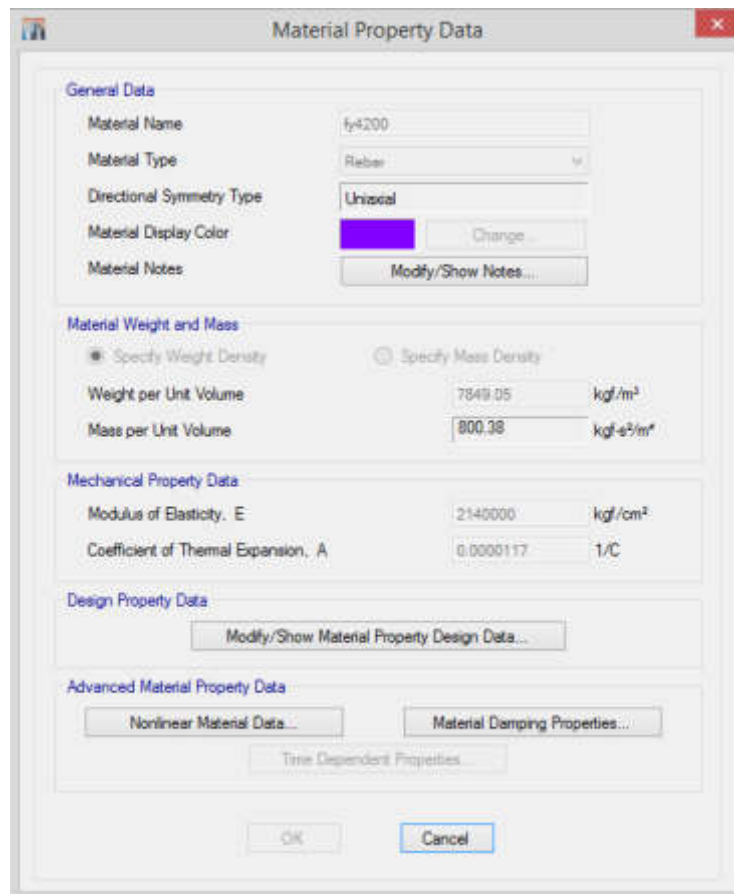 Material Property Data
General Data
Material Name fy4200
Material Type Rebar
Directional Symmetry Type Uniaxial
Material Display Color Change...
Material Notes Modify/Show Notes...
Material Weight and Mass
Specify Weight Density Specify Mass Density
Weight per Unit Volume 7849.05 kgf/m³
Mass per Unit Volume 800.38 kgf-s²/m⁴
Mechanical Property Data
Modulus of Elasticity, E 2140000 kgf/cm²
Coefficient of Thermal Expansion, A 0.0000117 1/C
Design Property Data
Modify/Show Material Property Design Data...
Advanced Material Property Data
Nonlinear Material Data... Material Damping Properties...
Time Dependent Properties...
OK Cancel